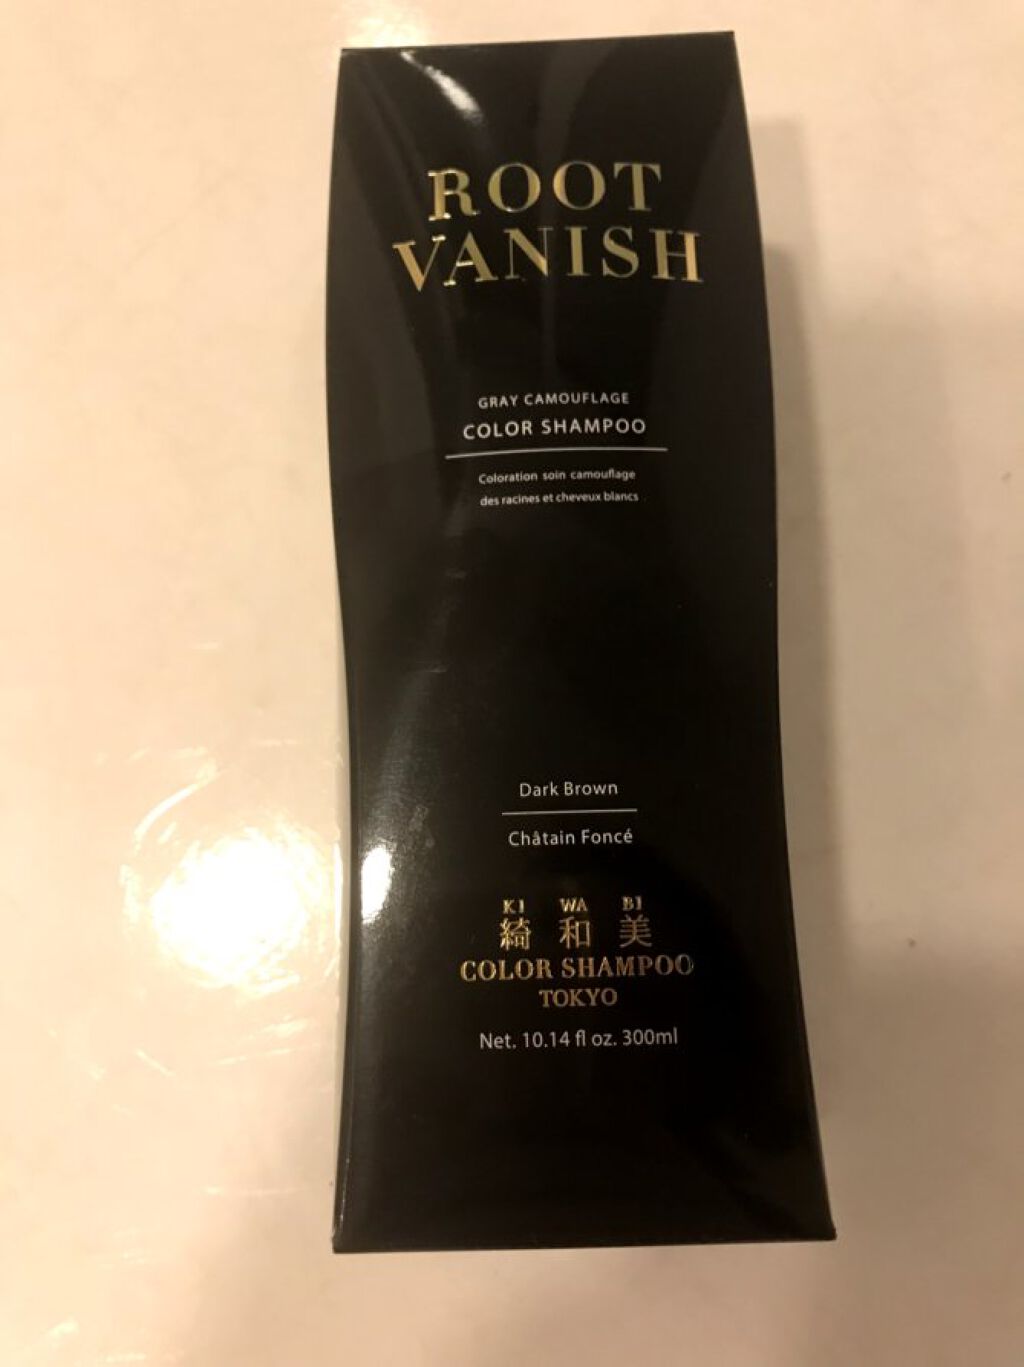 ROOT
VANISH
GRAY CAMOUFLAGE
COLOR SHAMPOO
Coloration soin camouflage
des racines et cheveux blancs
Dark Brown
Châtain Foncé
KI WA BI
綺和美
COLOR SHAMPOO
TOKYO
Net. 10.14 fl oz. 300ml